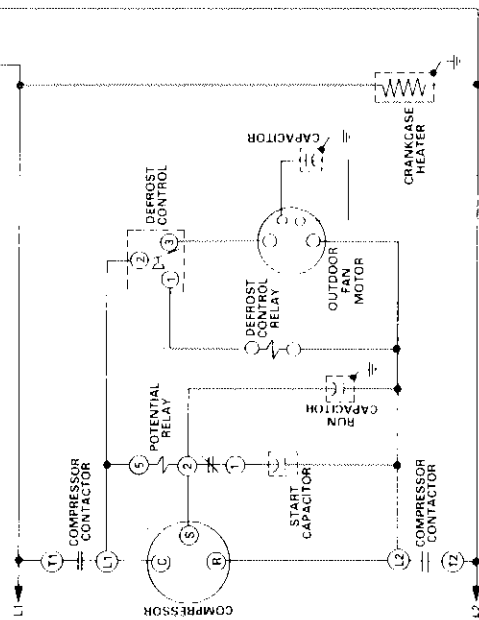 L1
T1
COMPRESSOR
CONTACTOR
L1
5
POTENTIAL
RELAY
2
1
START
CAPACITOR
C
S
R
COMPRESSOR
L2
COMPRESSOR
CONTACTOR
T2
L2
RUN
CAPACITOR
DEFROST
CONTROL
2
3
1
DEFROST
CONTROL
RELAY
OUTDOOR
FAN
MOTOR
CAPACITOR
CRANKCASE
HEATER